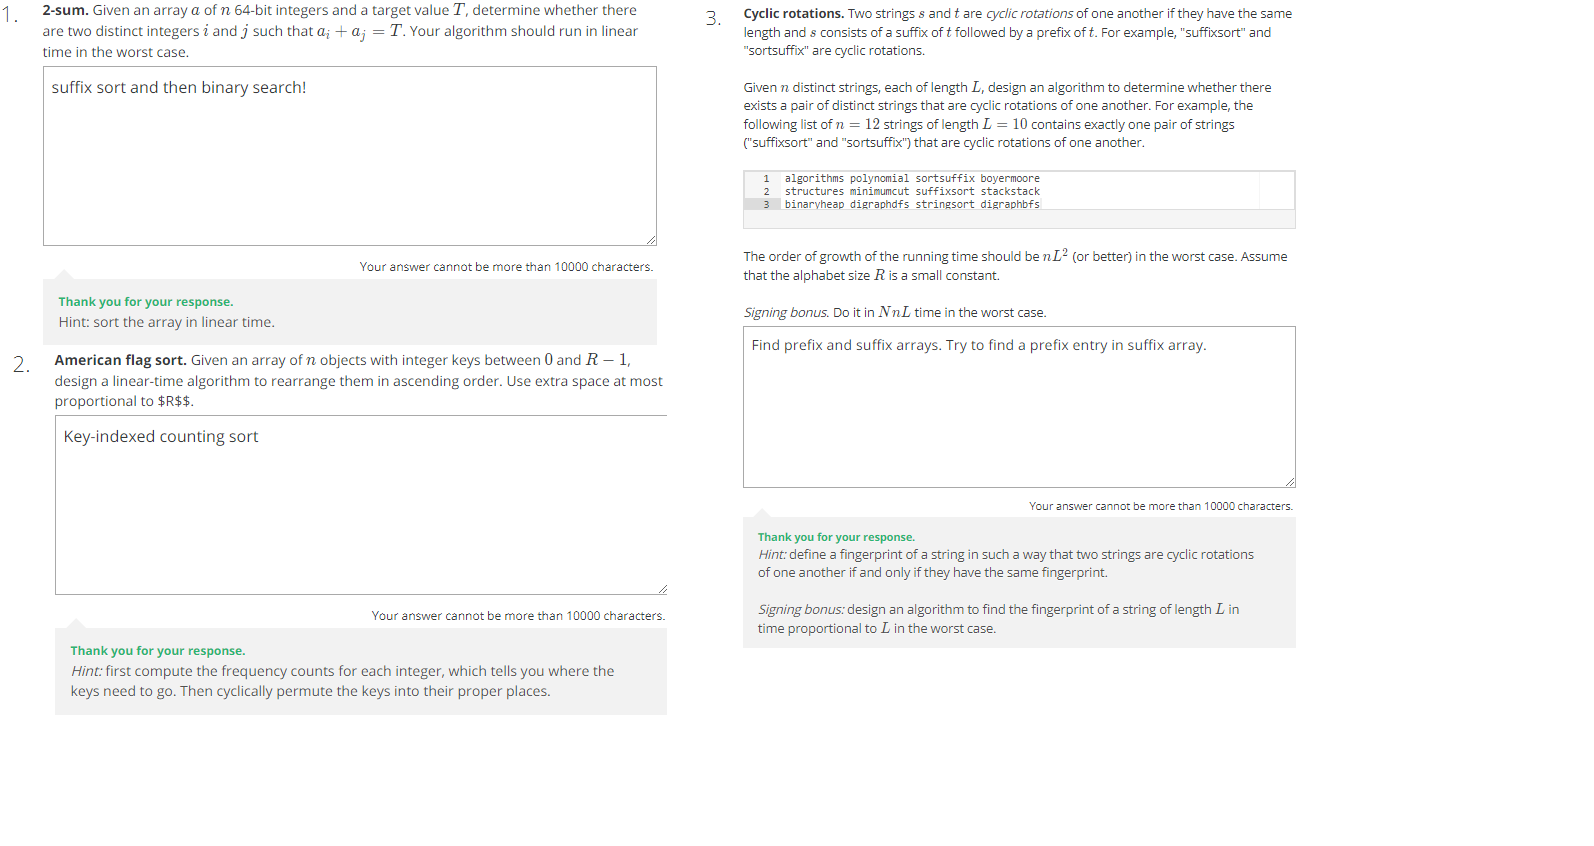 1.
2-sum. Given an array a of n 64-bit integers and a target value T, determine whether there
are two distinct integers i and j such that a_i + a_j = T. Your algorithm should run in linear
time in the worst case.
suffix sort and then binary search!
Your answer cannot be more than 10000 characters.
Thank you for your response.
Hint: sort the array in linear time.
2.
American flag sort. Given an array of n objects with integer keys between 0 and R − 1,
design a linear-time algorithm to rearrange them in ascending order. Use extra space at most
proportional to $R$$.
Key-indexed counting sort
Your answer cannot be more than 10000 characters.
Thank you for your response.
Hint: first compute the frequency counts for each integer, which tells you where the
keys need to go. Then cyclically permute the keys into their proper places.
3.
Cyclic rotations. Two strings s and t are cyclic rotations of one another if they have the same
length and s consists of a suffix of t followed by a prefix of t. For example, "suffixsort" and
"sortsuffix" are cyclic rotations.
Given n distinct strings, each of length L, design an algorithm to determine whether there
exists a pair of distinct strings that are cyclic rotations of one another. For example, the
following list of n = 12 strings of length L = 10 contains exactly one pair of strings
("suffixsort" and "sortsuffix") that are cyclic rotations of one another.
1 algorithms polynomial sortsuffix boyermoore
2 structures minimumcut suffixsort stackstack
3 binaryheap digraphdfs stringsort digraphbfs
The order of growth of the running time should be nL² (or better) in the worst case. Assume
that the alphabet size R is a small constant.
Signing bonus. Do it in NnL time in the worst case.
Find prefix and suffix arrays. Try to find a prefix entry in suffix array.
Your answer cannot be more than 10000 characters.
Thank you for your response.
Hint: define a fingerprint of a string in such a way that two strings are cyclic rotations
of one another if and only if they have the same fingerprint.
Signing bonus: design an algorithm to find the fingerprint of a string of length L in
time proportional to L in the worst case.